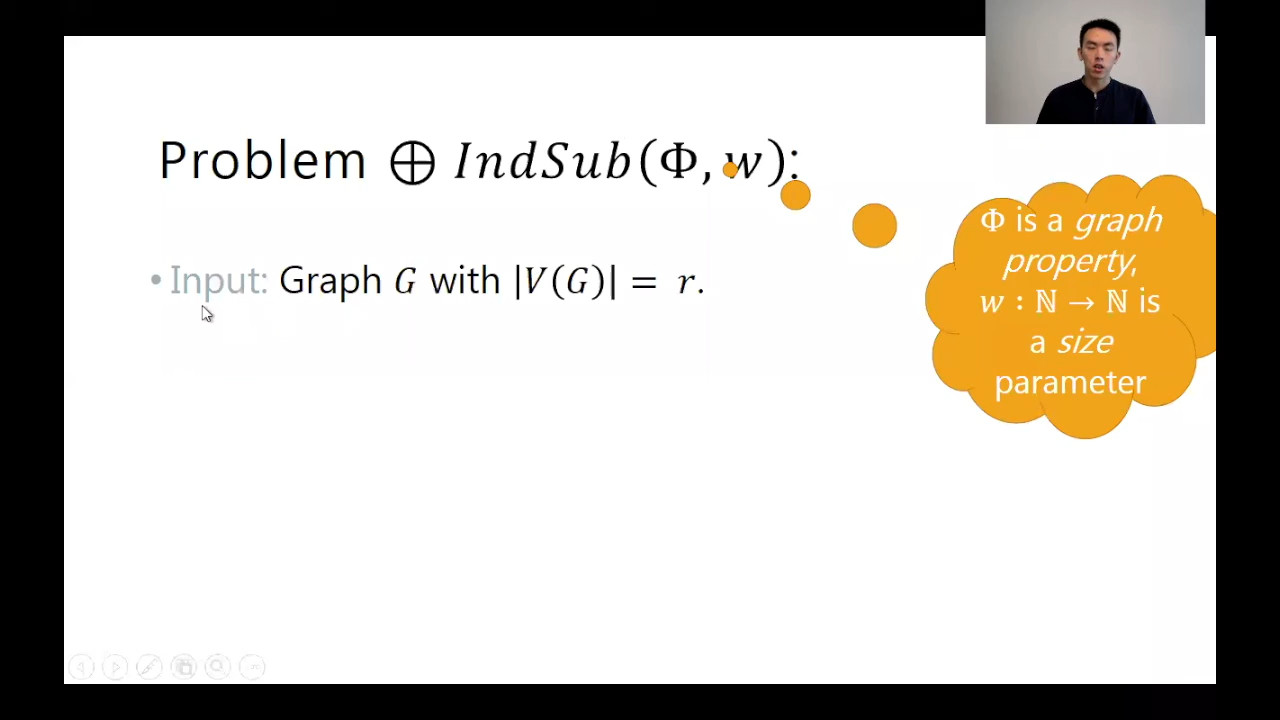 Problem ⊕ IndSub(Φ, w):
• Input: Graph G with |V(G)| = r.
Φ is a graph
property,
w : ℕ → ℕ is
a size
parameter